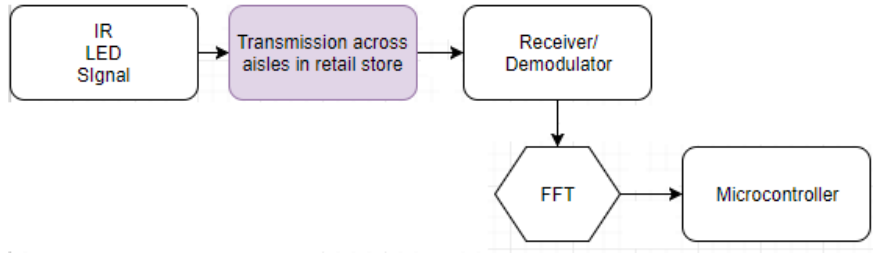 IR
LED
SIgnal
Transmission across
aisles in retail store
Receiver/
Demodulator
FFT
Microcontroller